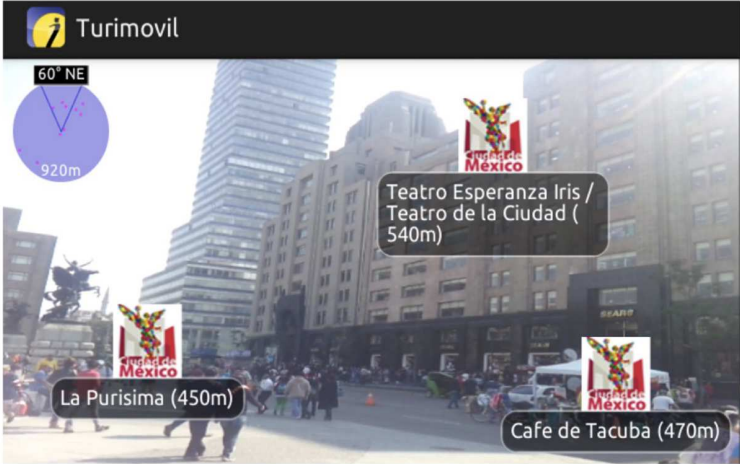 Turimovil
60° NE
920m
Ciudad de
México
Teatro Esperanza Iris /
Teatro de la Ciudad (
540m)
SEARS
Ciudad de
México
La Purisima (450m)
Ciudad de
México
Cafe de Tacuba (470m)